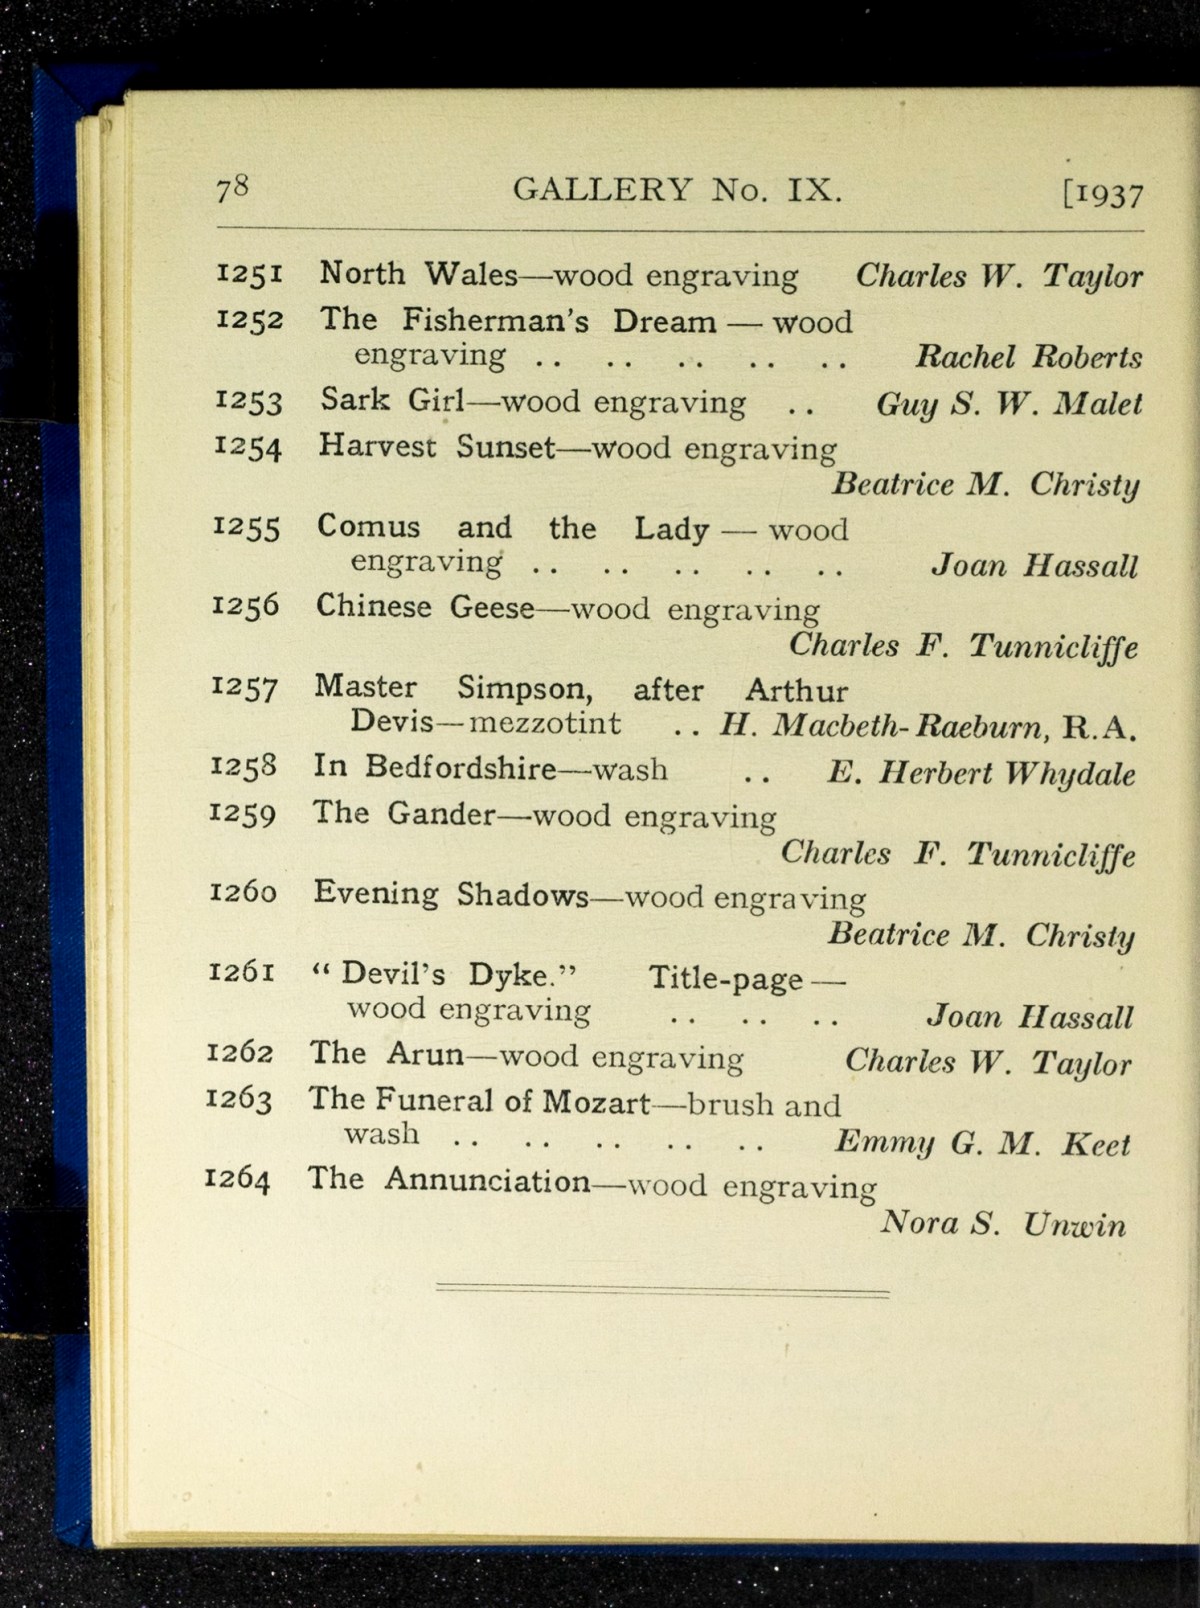 78 GALLERY No. IX. [1937
1251 North Wales—wood engraving Charles W. Taylor
1252 The Fisherman's Dream — wood
engraving .. .. .. .. .. Rachel Roberts
1253 Sark Girl—wood engraving .. Guy S. W. Malet
1254 Harvest Sunset—wood engraving
Beatrice M. Christy
1255 Comus and the Lady — wood
engraving .. .. .. .. .. Joan Hassall
1256 Chinese Geese—wood engraving
Charles F. Tunnicliffe
1257 Master Simpson, after Arthur
Devis—mezzotint .. H. Macbeth-Raeburn, R.A.
1258 In Bedfordshire—wash .. E. Herbert Whydale
1259 The Gander—wood engraving
Charles F. Tunnicliffe
1260 Evening Shadows—wood engraving
Beatrice M. Christy
1261 “Devil's Dyke.” Title-page—
wood engraving .. .. .. Joan Hassall
1262 The Arun—wood engraving Charles W. Taylor
1263 The Funeral of Mozart—brush and
wash .. .. .. .. .. Emmy G. M. Keet
1264 The Annunciation—wood engraving
Nora S. Unwin